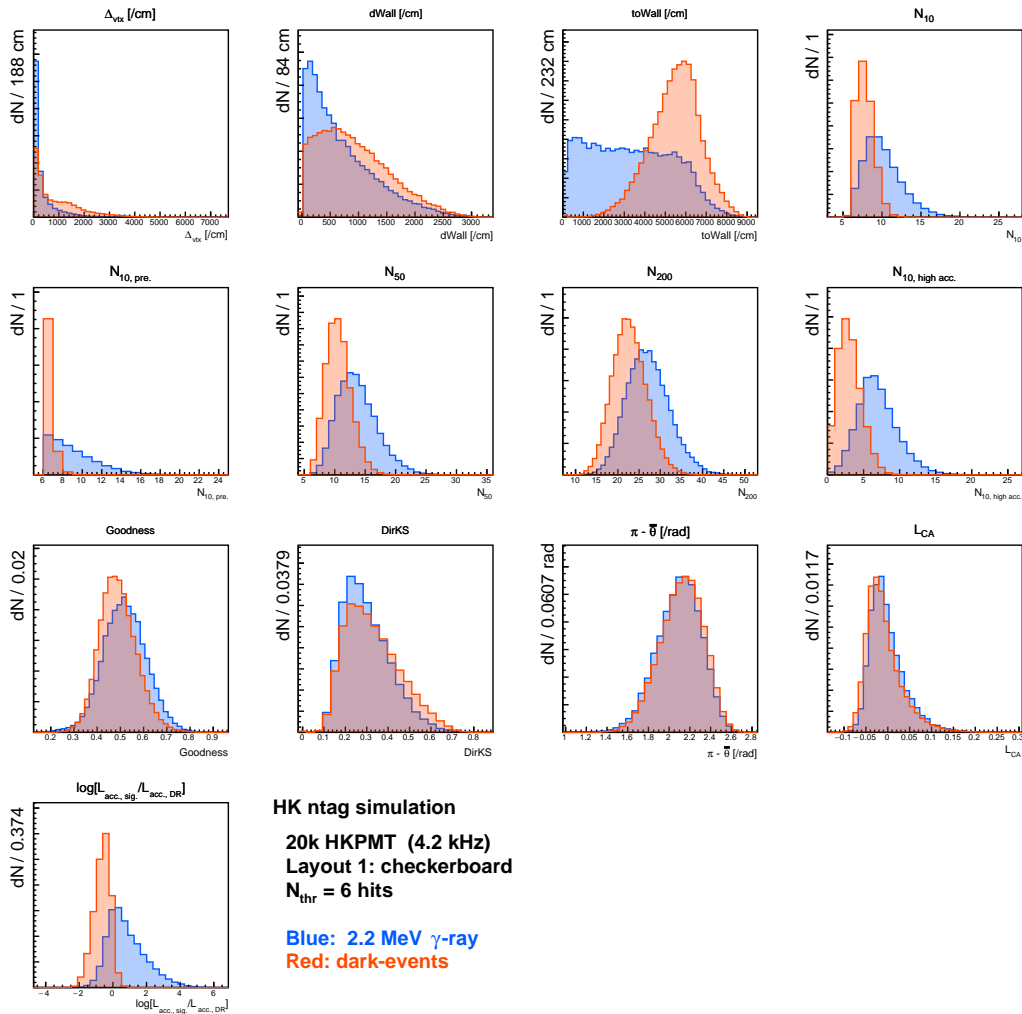 Δvtx [/cm]
dN / 188 cm
0 1000 2000 3000 4000 5000 6000 7000
Δvtx [/cm]
dWall [/cm]
dN / 84 cm
0 500 1000 1500 2000 2500 3000
dWall [/cm]
toWall [/cm]
dN / 232 cm
0 1000 2000 3000 4000 5000 6000 7000 8000 9000
toWall [/cm]
N10
dN / 1
5 10 15 20 25
N10
N10, pre.
dN / 1
6 8 10 12 14 16 18 20 22 24
N10, pre.
N50
dN / 1
5 10 15 20 25 30 35
N50
N200
dN / 1
10 15 20 25 30 35 40 45 50
N200
N10, high acc.
dN / 1
0 5 10 15 20 25
N10, high acc.
Goodness
dN / 0.02
0.2 0.3 0.4 0.5 0.6 0.7 0.8 0.9
Goodness
DirKS
dN / 0.0379
0 0.1 0.2 0.3 0.4 0.5 0.6 0.7 0.8
DirKS
π - θ̅ [/rad]
dN / 0.0607 rad
1 1.2 1.4 1.6 1.8 2 2.2 2.4 2.6 2.8
π - θ̅ [/rad]
LCA
dN / 0.0117
−0.1 −0.05 0 0.05 0.1 0.15 0.2 0.25 0.3
LCA
log[Lacc., sig./Lacc., DR]
dN / 0.374
−4 −2 0 2 4 6
log[Lacc., sig./Lacc., DR]
HK ntag simulation
20k HKPMT (4.2 kHz)
Layout 1: checkerboard
Nthr = 6 hits
Blue: 2.2 MeV γ-ray
Red: dark-events